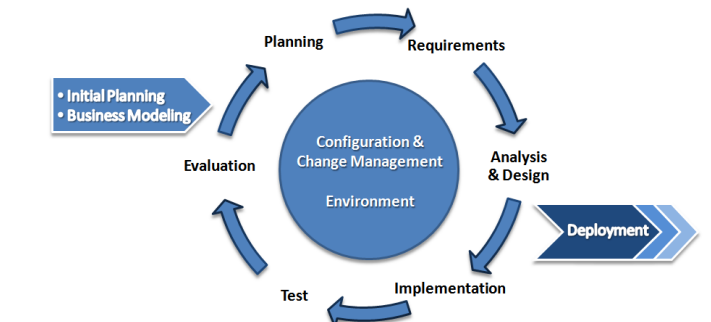 Planning
Requirements
• Initial Planning
• Business Modeling
Configuration &
Change Management
Environment
Evaluation
Analysis
& Design
Deployment
Implementation
Test